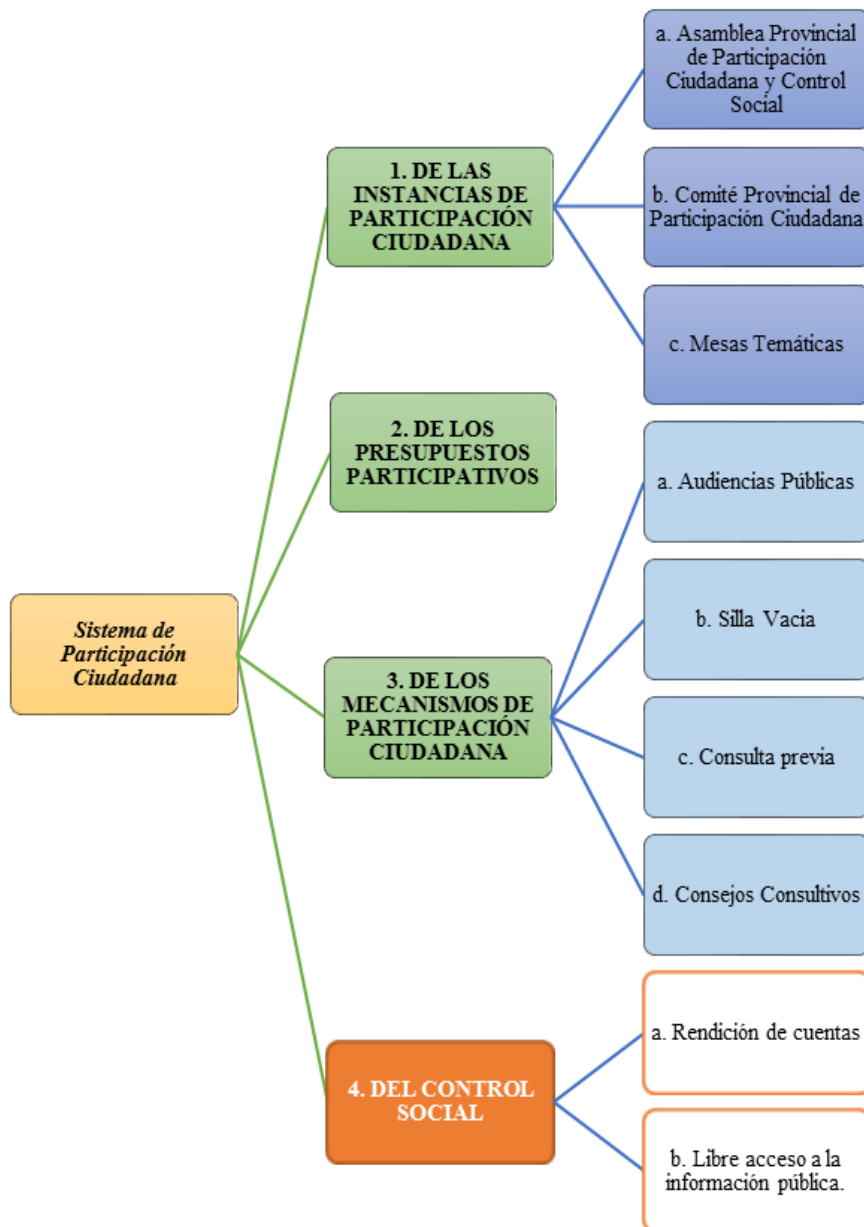 Sistema de
Participación
Ciudadana
1. DE LAS
INSTANCIAS DE
PARTICIPACIÓN
CIUDADANA
a. Asamblea Provincial
de Participación
Ciudadana y Control
Social
b. Comité Provincial de
Participación Ciudadana
c. Mesas Temáticas
2. DE LOS
PRESUPUESTOS
PARTICIPATIVOS
3. DE LOS
MECANISMOS DE
PARTICIPACIÓN
CIUDADANA
a. Audiencias Públicas
b. Silla Vacia
c. Consulta previa
d. Consejos Consultivos
4. DEL CONTROL
SOCIAL
a. Rendición de cuentas
b. Libre acceso a la
información pública.